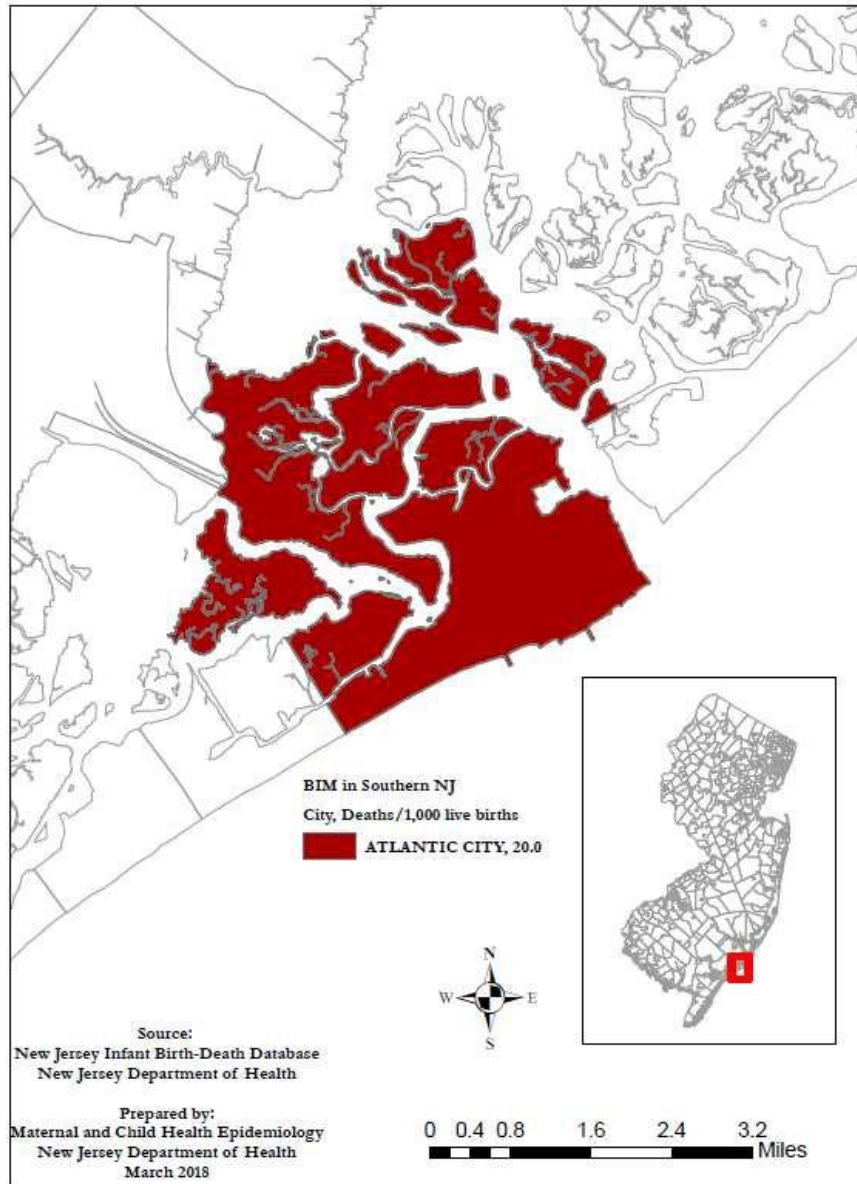 BIM in Southern NJ
City, Deaths/1,000 live births
ATLANTIC CITY, 20.0
N
W E
S
Source:
New Jersey Infant Birth-Death Database
New Jersey Department of Health
Prepared by:
Maternal and Child Health Epidemiology
New Jersey Department of Health
March 2018
0 0.4 0.8 1.6 2.4 3.2
Miles